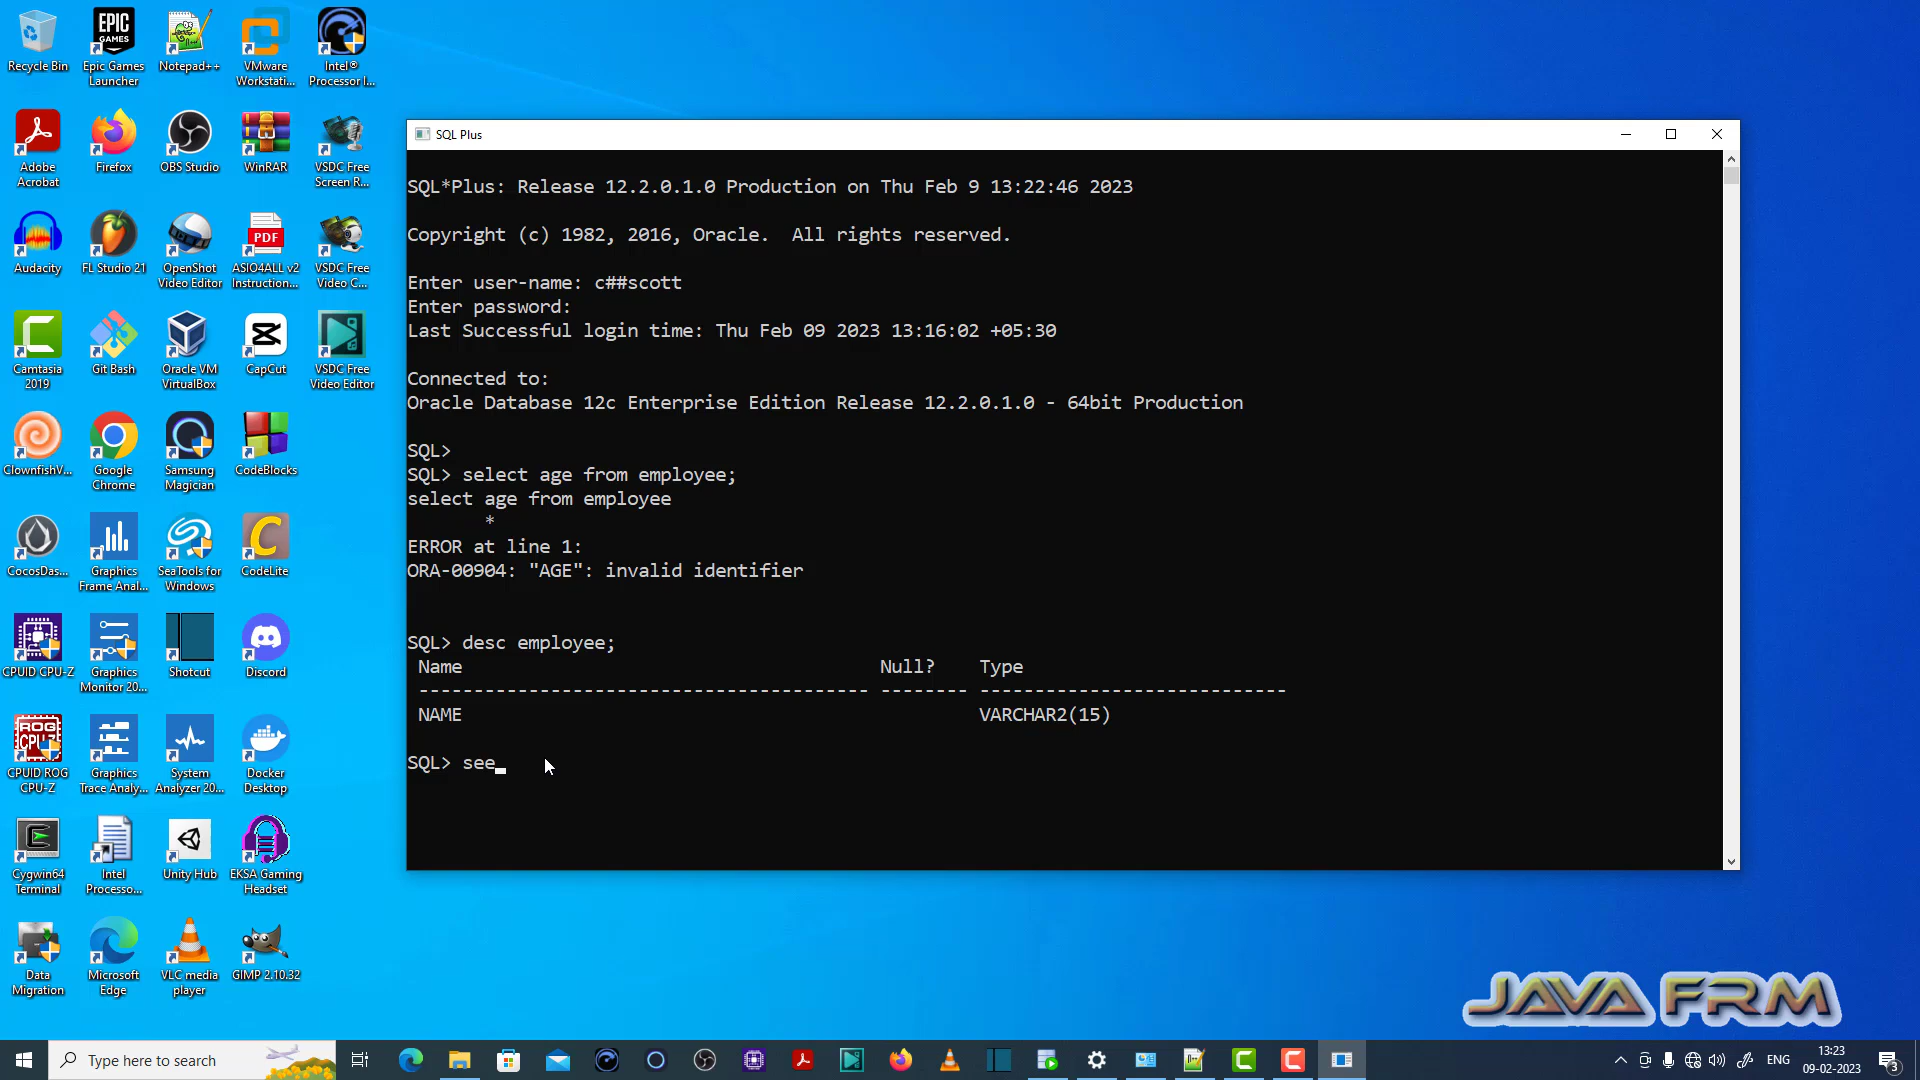 Recycle Bin
Epic Games
Launcher
Notepad++
VMware
Workstati...
Intel®
Processor I...
Adobe
Acrobat
Firefox
OBS Studio
WinRAR
VSDC Free
Screen R...
Audacity
FL Studio 21
OpenShot
Video Editor
ASIO4ALL v2
Instruction...
VSDC Free
Video C...
Camtasia
2019
Git Bash
Oracle VM
VirtualBox
CapCut
VSDC Free
Video Editor
ClownfishV...
Google
Chrome
Samsung
Magician
CodeBlocks
CocosDas...
Graphics
Frame Anal...
SeaTools for
Windows
CodeLite
CPUID CPU-Z
Graphics
Monitor 20...
Shotcut
Discord
CPUID ROG
CPU-Z
Graphics
Trace Analy...
System
Analyzer 20...
Docker
Desktop
Cygwin64
Terminal
Intel
Processo...
Unity Hub
EKSA Gaming
Headset
Data
Migration
Microsoft
Edge
VLC media
player
GIMP 2.10.32
EPIC
GAMES
PDF
ROG
CPU
SQL Plus
SQL*Plus: Release 12.2.0.1.0 Production on Thu Feb 9 13:22:46 2023
Copyright (c) 1982, 2016, Oracle.  All rights reserved.
Enter user-name: c##scott
Enter password:
Last Successful login time: Thu Feb 09 2023 13:16:02 +05:30
Connected to:
Oracle Database 12c Enterprise Edition Release 12.2.0.1.0 - 64bit Production
SQL>
SQL> select age from employee;
select age from employee
       *
ERROR at line 1:
ORA-00904: "AGE": invalid identifier
SQL> desc employee;
 Name                                      Null?    Type
 ----------------------------------------- -------- ----------------------------
 NAME                                               VARCHAR2(15)
SQL> see_
JAVA FRM
Type here to search
ENG
13:23
09-02-2023
3